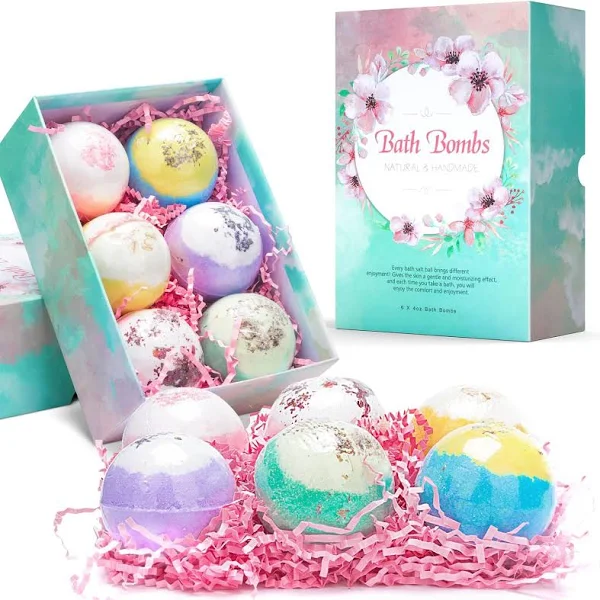 Bath Bombs
NATURAL & HANDMADE
Every bath salt ball brings different
enjoyment! Gives the skin a gentle and moisturizing effect,
and each time you take a bath, you will
enjoy the comfort and enjoyment.
6 X 4oz Bath Bombs